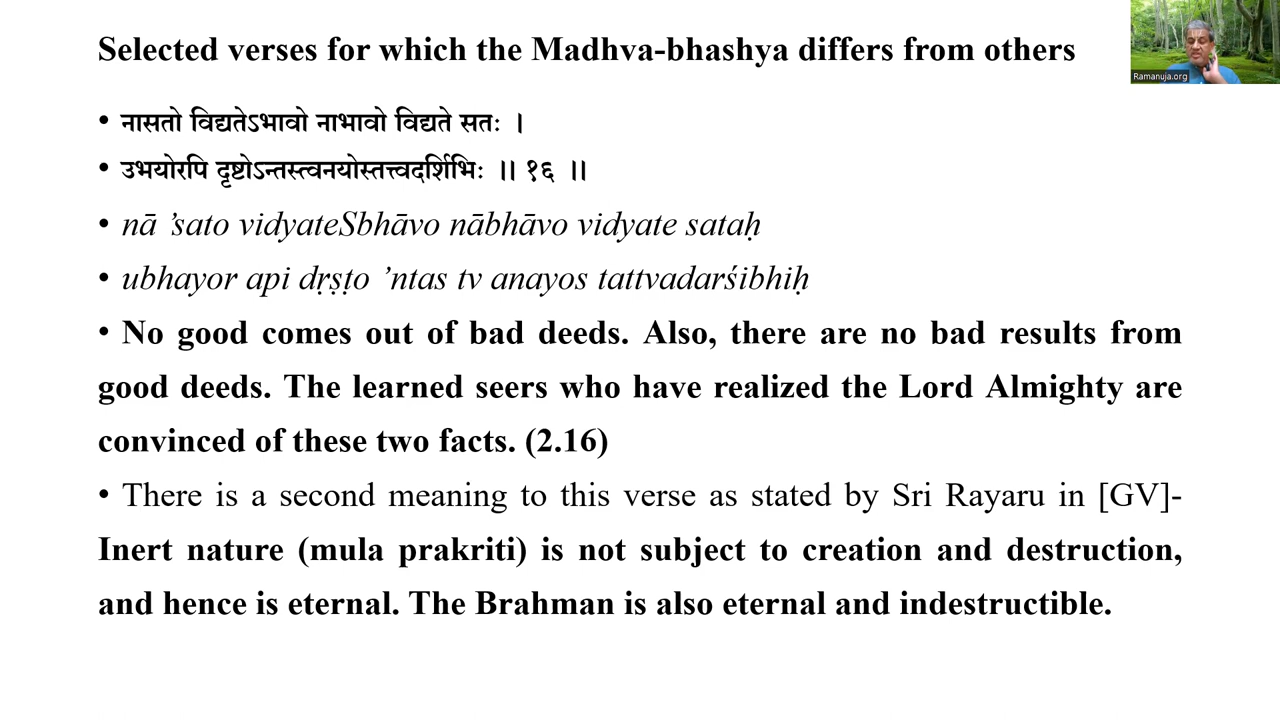 Selected verses for which the Madhva-bhashya differs from others
Ramanuja.org
• नासतो विद्यतेऽभावो नाभावो विद्यते सतः ।
• उभयोरपि दृष्टोऽन्तस्त्वनयोस्तत्त्वदर्शिभिः ॥ १६ ॥
• nā ’sato vidyateSbhāvo nābhāvo vidyate sataḥ
• ubhayor api dṛṣṭo ’ntas tv anayos tattvadarśibhiḥ
• No good comes out of bad deeds. Also, there are no bad results from
good deeds. The learned seers who have realized the Lord Almighty are
convinced of these two facts. (2.16)
• There is a second meaning to this verse as stated by Sri Rayaru in [GV]-
Inert nature (mula prakriti) is not subject to creation and destruction,
and hence is eternal. The Brahman is also eternal and indestructible.